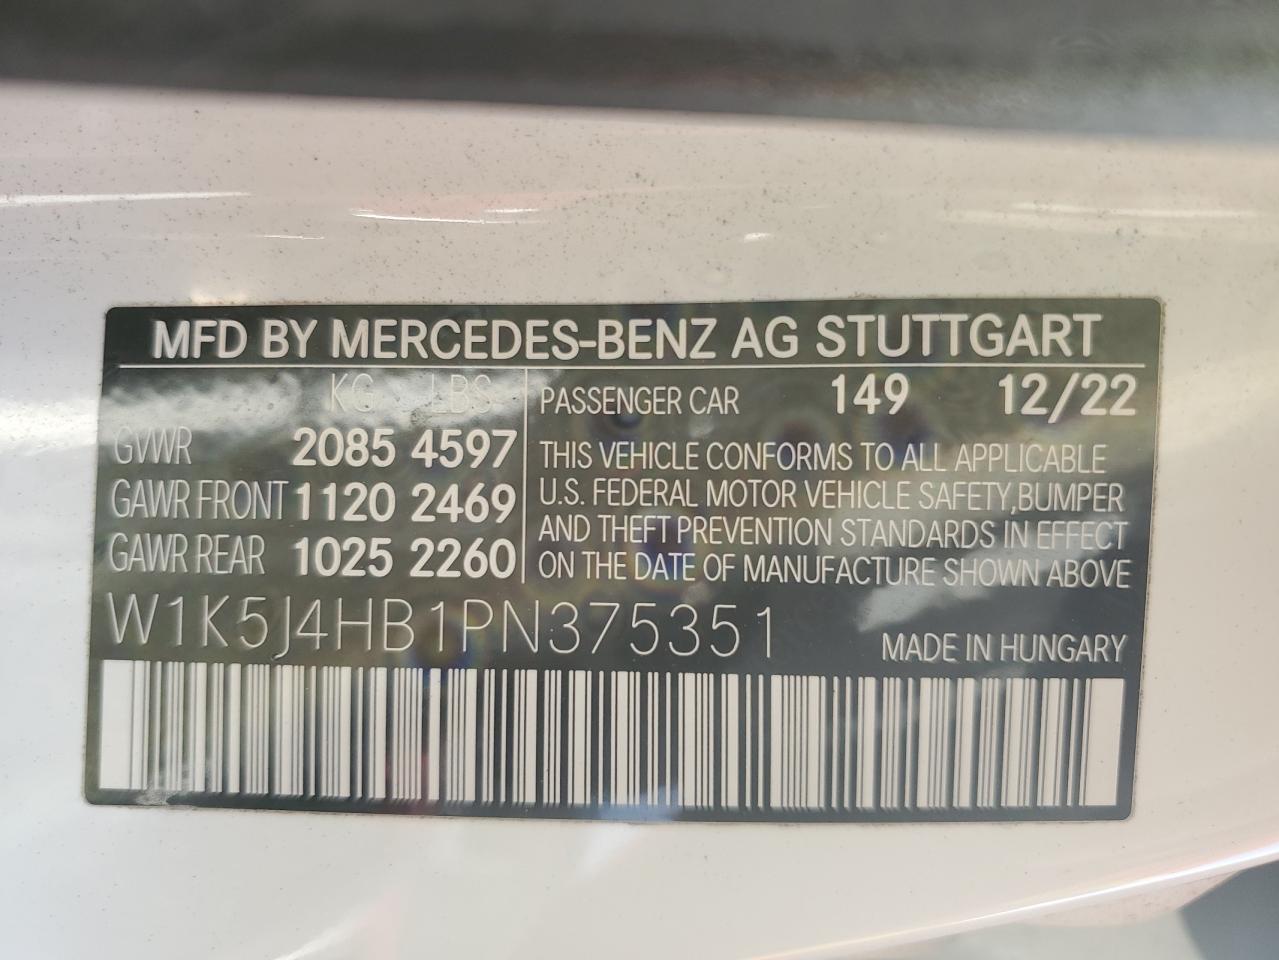 MFD BY MERCEDES-BENZ AG STUTTGART
KG LBS
GVWR 2085 4597
GAWR FRONT 1120 2469
GAWR REAR 1025 2260
PASSENGER CAR 149 12/22
THIS VEHICLE CONFORMS TO ALL APPLICABLE
U.S. FEDERAL MOTOR VEHICLE SAFETY,BUMPER
AND THEFT PREVENTION STANDARDS IN EFFECT
ON THE DATE OF MANUFACTURE SHOWN ABOVE
W1K5J4HB1PN375351
MADE IN HUNGARY